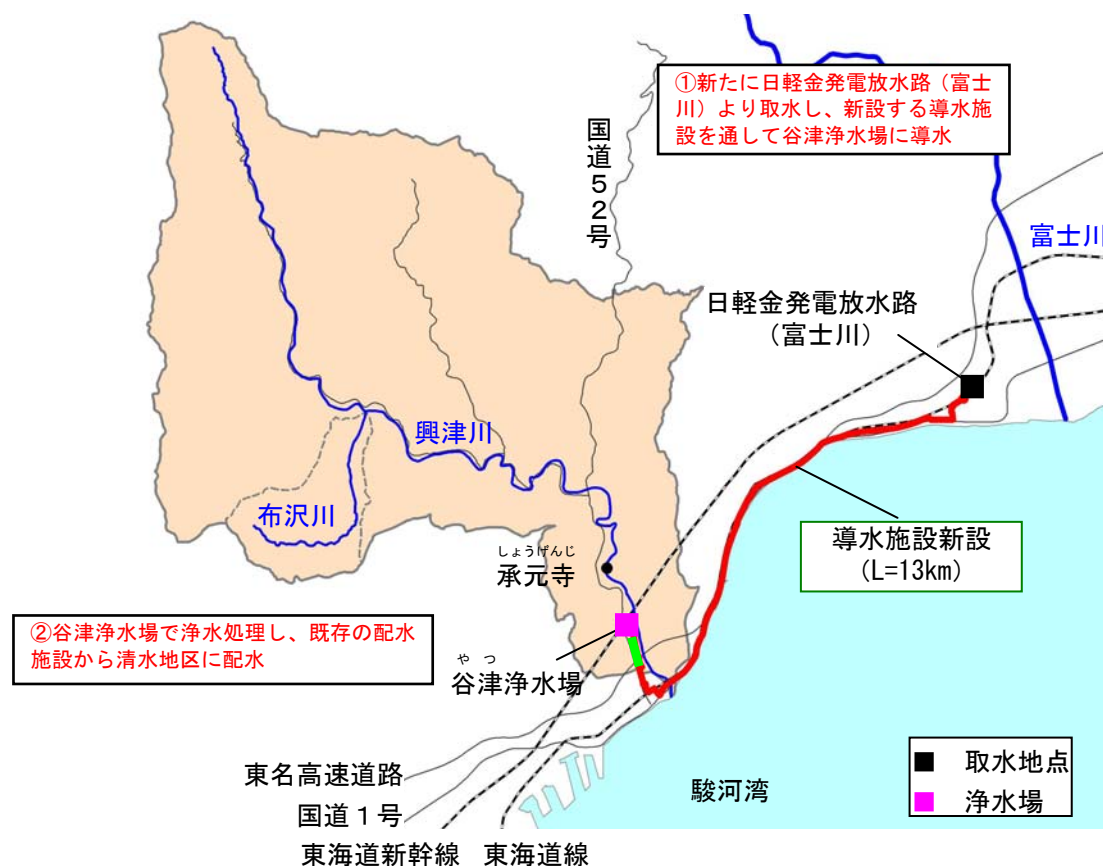 ①新たに日軽金発電放水路（富士
川）より取水し、新設する導水施
設を通して谷津浄水場に導水
国道５２号
富士川
日軽金発電放水路
（富士川）
興津川
布沢川
しょうげんじ
承元寺
導水施設新設
(L=13km)
②谷津浄水場で浄水処理し、既存の配水
施設から清水地区に配水
やつ
谷津浄水場
東名高速道路
国道１号
東海道新幹線
東海道線
駿河湾
取水地点
浄水場